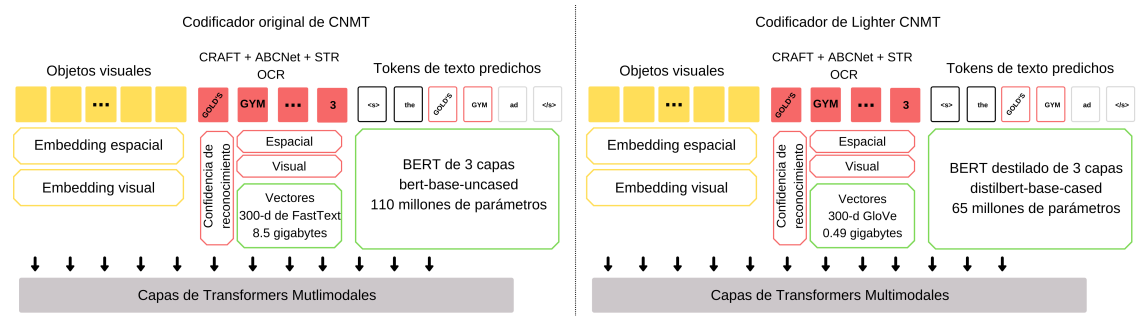 Codificador original de CNMT
Objetos visuales
CRAFT + ABCNet + STR
OCR
Tokens de texto predichos
...
GOLD'S
GYM
...
3
<s>
the
GOLD'S
GYM
ad
</s>
Embedding espacial
Embedding visual
Confidencia de
reconocimiento
Espacial
Visual
Vectores
300-d de FastText
8.5 gigabytes
BERT de 3 capas
bert-base-uncased
110 millones de parámetros
Capas de Transformers Mutlimodales
Codificador de Lighter CNMT
Objetos visuales
CRAFT + ABCNet + STR
OCR
Tokens de texto predichos
...
GOLD'S
GYM
...
3
<s>
the
GOLD'S
GYM
ad
</s>
Embedding espacial
Embedding visual
Confidencia de
reconocimiento
Espacial
Visual
Vectores
300-d GloVe
0.49 gigabytes
BERT destilado de 3 capas
distilbert-base-cased
65 millones de parámetros
Capas de Transformers Multimodales